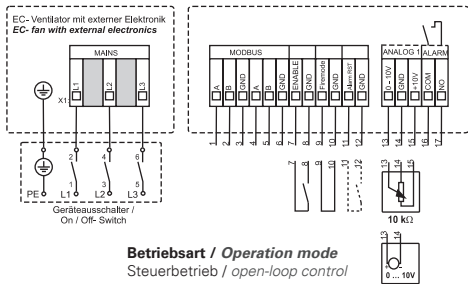 EC- Ventilator mit externer Elektronik
EC- fan with external electronics
MAINS
X1: L1 L2 L3
MODBUS
A B GND A B GND ENABLE GND Firemode GND Alarm RST GND
ANALOG 1 ALARM
0 - 10V GND +10V COM NO
1 2 3 4 5 6 7 8 9 10 11 12 13 14 15 16 17
2 4 6
1 3 5
PE L1 L2 L3
Geräteausschalter /
On / Off- Switch
7 8 9 10 11 12
13 14 15
10 kΩ
13 14
0 ... 10V
Betriebsart / Operation mode
Steuerbetrieb / open-loop control